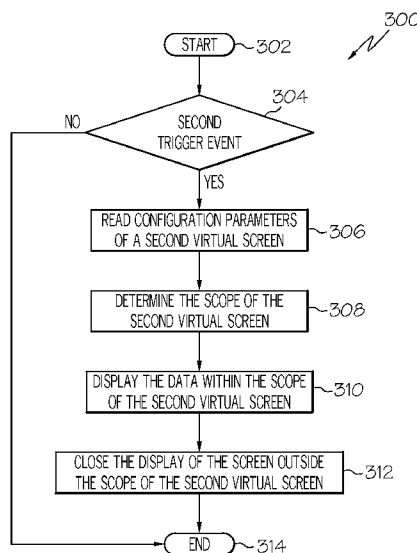 300
START
302
304
NO
SECOND
TRIGGER EVENT
YES
READ CONFIGURATION PARAMETERS
OF A SECOND VIRTUAL SCREEN
306
DETERMINE THE SCOPE OF THE
SECOND VIRTUAL SCREEN
308
DISPLAY THE DATA WITHIN THE SCOPE
OF THE SECOND VIRTUAL SCREEN
310
CLOSE THE DISPLAY OF THE SCREEN OUTSIDE
THE SCOPE OF THE SECOND VIRTUAL SCREEN
312
END
314